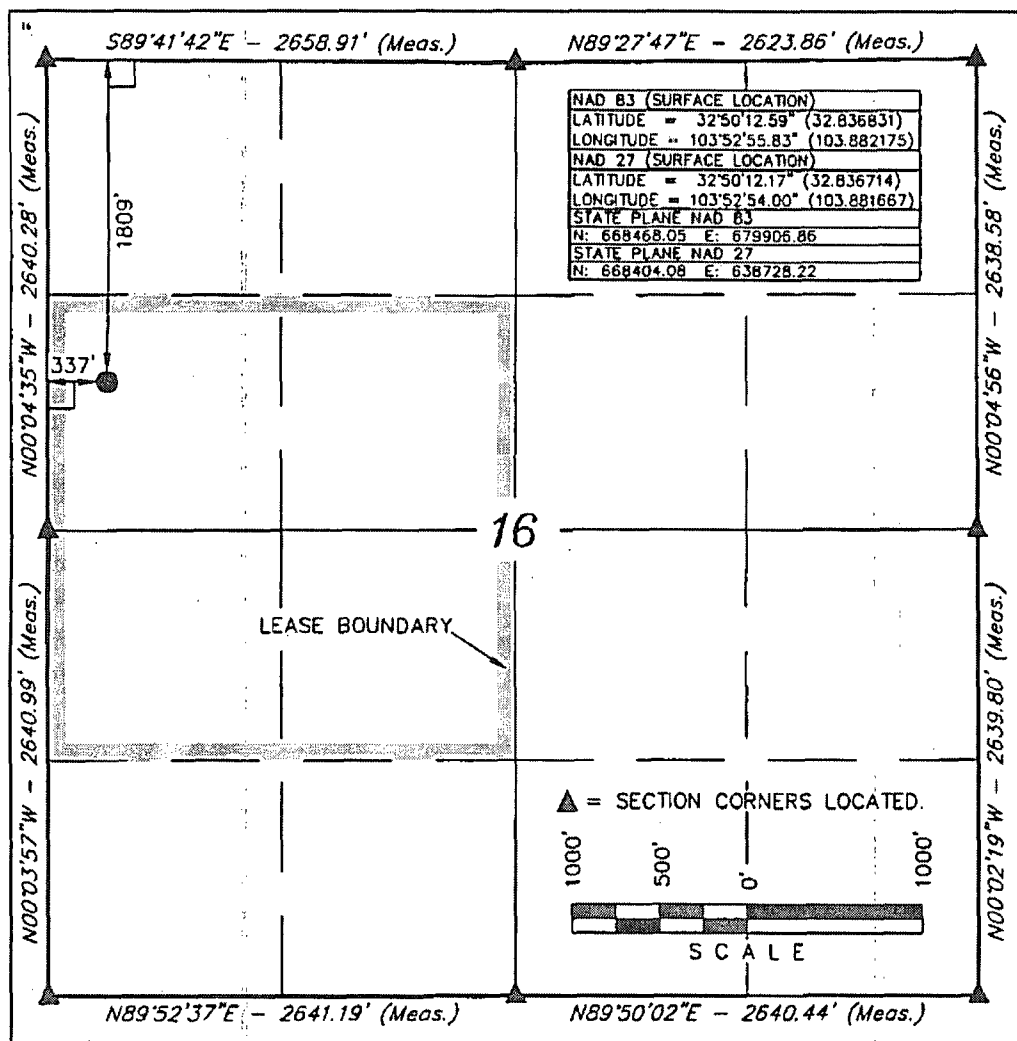 16
S89°41'42"E - 2658.91' (Meas.)
N89°27'47"E - 2623.86' (Meas.)
NAD 83 (SURFACE LOCATION)
LATITUDE = 32°50'12.59" (32.836831)
LONGITUDE = 103°52'55.83" (103.882175)
NAD 27 (SURFACE LOCATION)
LATITUDE = 32°50'12.17" (32.836714)
LONGITUDE = 103°52'54.00" (103.881667)
STATE PLANE NAD 83
N: 668468.05 E: 679906.86
STATE PLANE NAD 27
N: 668404.08 E: 638728.22
N00°04'35"W - 2640.28' (Meas.)
1809'
N00°04'56"W - 2638.58' (Meas.)
337'
16
LEASE BOUNDARY
N00°03'57"W - 2640.99' (Meas.)
N00°02'19"W - 2639.80' (Meas.)
= SECTION CORNERS LOCATED.
1000' 500' 0' 1000'
SCALE
N89°52'37"E - 2641.19' (Meas.)
N89°50'02"E - 2640.44' (Meas.)